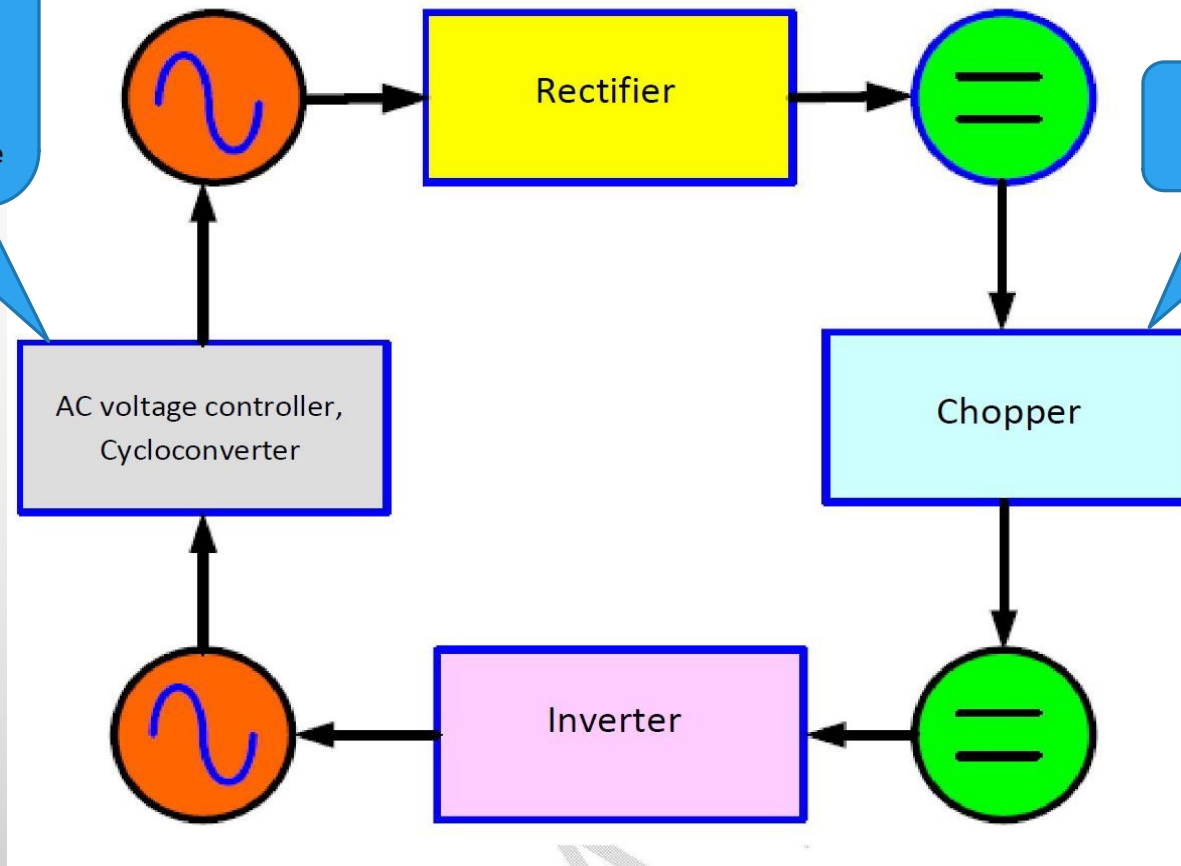 Rectifier
AC voltage controller,
Cycloconverter
Chopper
Inverter